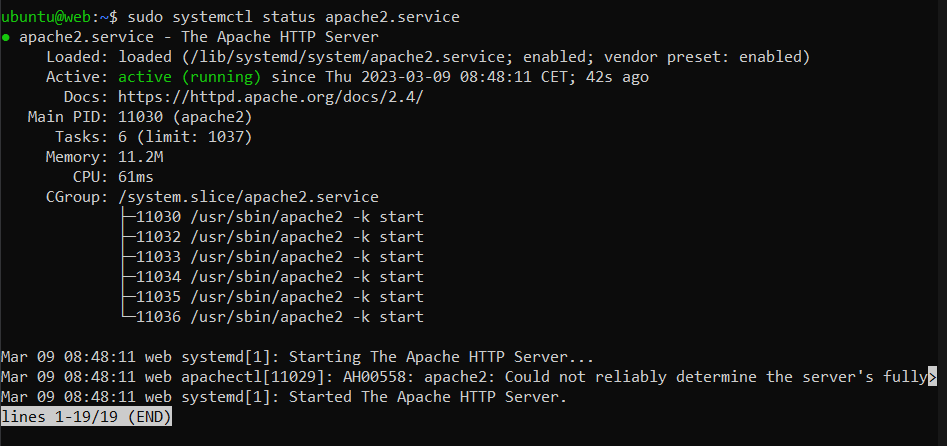 ubuntu@web:~$ sudo systemctl status apache2.service
● apache2.service - The Apache HTTP Server
     Loaded: loaded (/lib/systemd/system/apache2.service; enabled; vendor preset: enabled)
     Active: active (running) since Thu 2023-03-09 08:48:11 CET; 42s ago
       Docs: https://httpd.apache.org/docs/2.4/
   Main PID: 11030 (apache2)
      Tasks: 6 (limit: 1037)
     Memory: 11.2M
        CPU: 61ms
     CGroup: /system.slice/apache2.service
             ├─11030 /usr/sbin/apache2 -k start
             ├─11032 /usr/sbin/apache2 -k start
             ├─11033 /usr/sbin/apache2 -k start
             ├─11034 /usr/sbin/apache2 -k start
             ├─11035 /usr/sbin/apache2 -k start
             └─11036 /usr/sbin/apache2 -k start

Mar 09 08:48:11 web systemd[1]: Starting The Apache HTTP Server...
Mar 09 08:48:11 web apachectl[11029]: AH00558: apache2: Could not reliably determine the server's fully>
Mar 09 08:48:11 web systemd[1]: Started The Apache HTTP Server.
lines 1-19/19 (END)